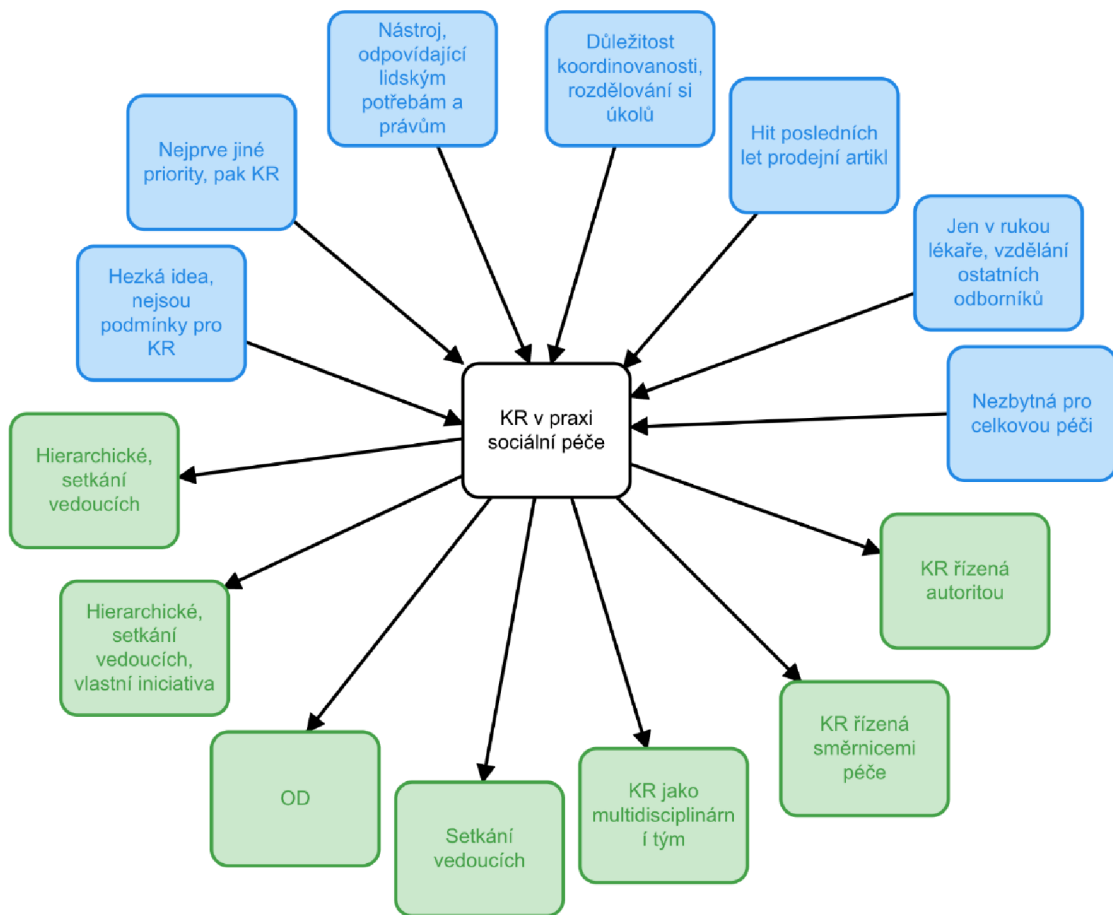 Nástroj,
odpovídající
lidským
potřebám a
právům
Důležitost
koordinovanosti,
rozdělování si
úkolů
Hit posledních
let prodejní artikl
Nejprve jiné
priority, pak KR
Jen v rukou
lékaře, vzdělání
ostatních
odborníků
Hezká idea,
nejsou
podmínky pro
KR
Nezbytná pro
celkovou péči
KR v praxi
sociální péče
Hierarchické,
setkání
vedoucích
KR řízená
autoritou
Hierarchické,
setkání
vedoucích,
vlastní iniciativa
KR řízená
směrnicemi
péče
OD
Setkání
vedoucích
KR jako
multidisciplinárn
í tým